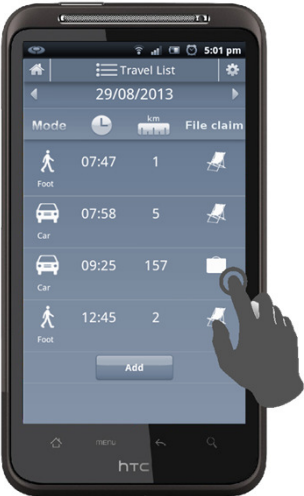 5:01 pm
Travel List
29/08/2013
Mode km File claim
07:47 1
Foot
07:58 5
Car
09:25 157
Car
12:45 2
Foot
Add
menu
hTC